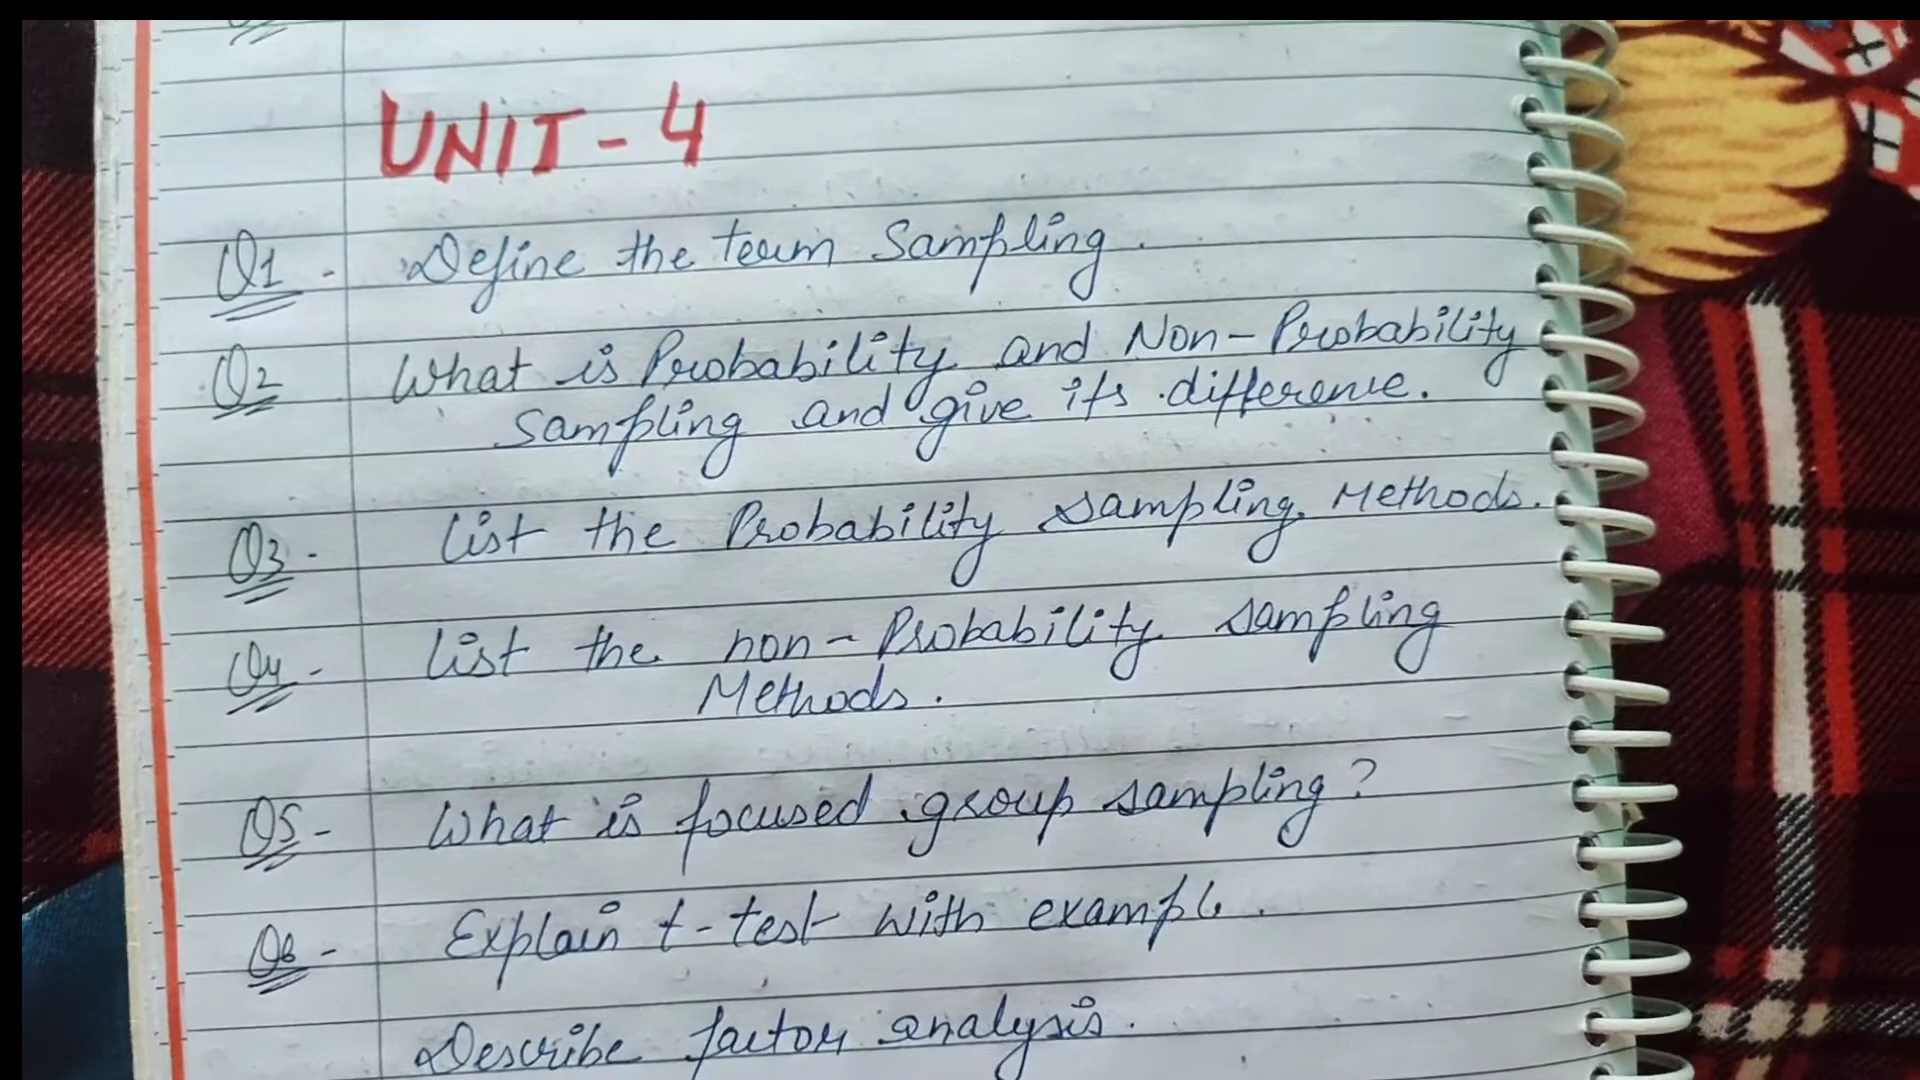 UNIT-4
Q1 - Define the term Sampling.
Q2 What is Probability and Non-Probability
Sampling and give its difference.
Q3 - List the Probability Sampling Methods.
Q4 - List the non-Probability Sampling
Methods.
Q5 - What is focused group sampling?
Q6 - Explain t-test with example.
Describe factor analysis.